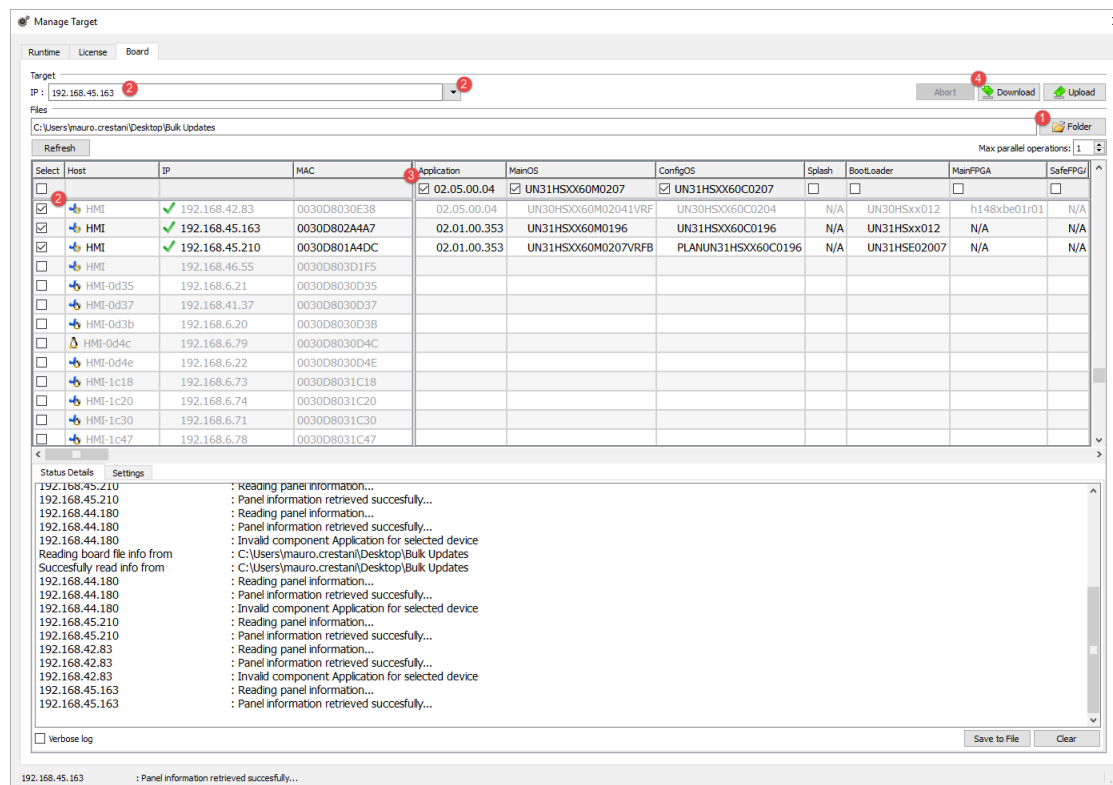 Manage Target
Runtime License Board
Target
IP : 192.168.45.163 2 2 Abort 4 Download Upload
Files
C:\Users\mauro.crestani\Desktop\Bulk Updates 1 Folder
Refresh Max parallel operations: 1
Select Host IP MAC Application MainOS ConfigOS Splash BootLoader MainFPGA SafeFPG
3 02.05.00.04 UN31HSXX60M0207 UN31HSXX60C0207
2 HMI 192.168.42.83 0030D8030E38 02.05.00.04 UN30HSXX60M02041VRF UN30HSXX60C0204 N/A UN30HSxx012 h148xbe01r01 N/A
HMI 192.168.45.163 0030D802A4A7 02.01.00.353 UN31HSXX60M0196 UN31HSXX60C0196 N/A UN31HSxx012 N/A N/A
HMI 192.168.45.210 0030D801A4DC 02.01.00.353 UN31HSXX60M0207VRFB PLANUN31HSXX60C0196 N/A UN31HSE02007 N/A N/A
HMI 192.168.46.55 0030D803D1F5
HMI-0d35 192.168.6.21 0030D8030D35
HMI-0d37 192.168.41.37 0030D8030D37
HMI-0d3b 192.168.6.20 0030D8030D3B
HMI-0d4c 192.168.6.79 0030D8030D4C
HMI-0d4e 192.168.6.22 0030D8030D4E
HMI-1c18 192.168.6.73 0030D8031C18
HMI-1c20 192.168.6.74 0030D8031C20
HMI-1c30 192.168.6.71 0030D8031C30
HMI-1c47 192.168.6.78 0030D8031C47
Status Details Settings
192.168.45.210 : Reading panel information...
192.168.45.210 : Panel information retrieved succesfully...
192.168.44.180 : Reading panel information...
192.168.44.180 : Panel information retrieved succesfully...
192.168.44.180 : Invalid component Application for selected device
Reading board file info from : C:\Users\mauro.crestani\Desktop\Bulk Updates
Succesfully read info from : C:\Users\mauro.crestani\Desktop\Bulk Updates
192.168.44.180 : Reading panel information...
192.168.44.180 : Panel information retrieved succesfully...
192.168.44.180 : Invalid component Application for selected device
192.168.45.210 : Reading panel information...
192.168.45.210 : Panel information retrieved succesfully...
192.168.42.83 : Reading panel information...
192.168.42.83 : Panel information retrieved succesfully...
192.168.42.83 : Invalid component Application for selected device
192.168.45.163 : Reading panel information...
192.168.45.163 : Panel information retrieved succesfully...
Verbose log Save to File Clear
192.168.45.163 : Panel information retrieved succesfully...